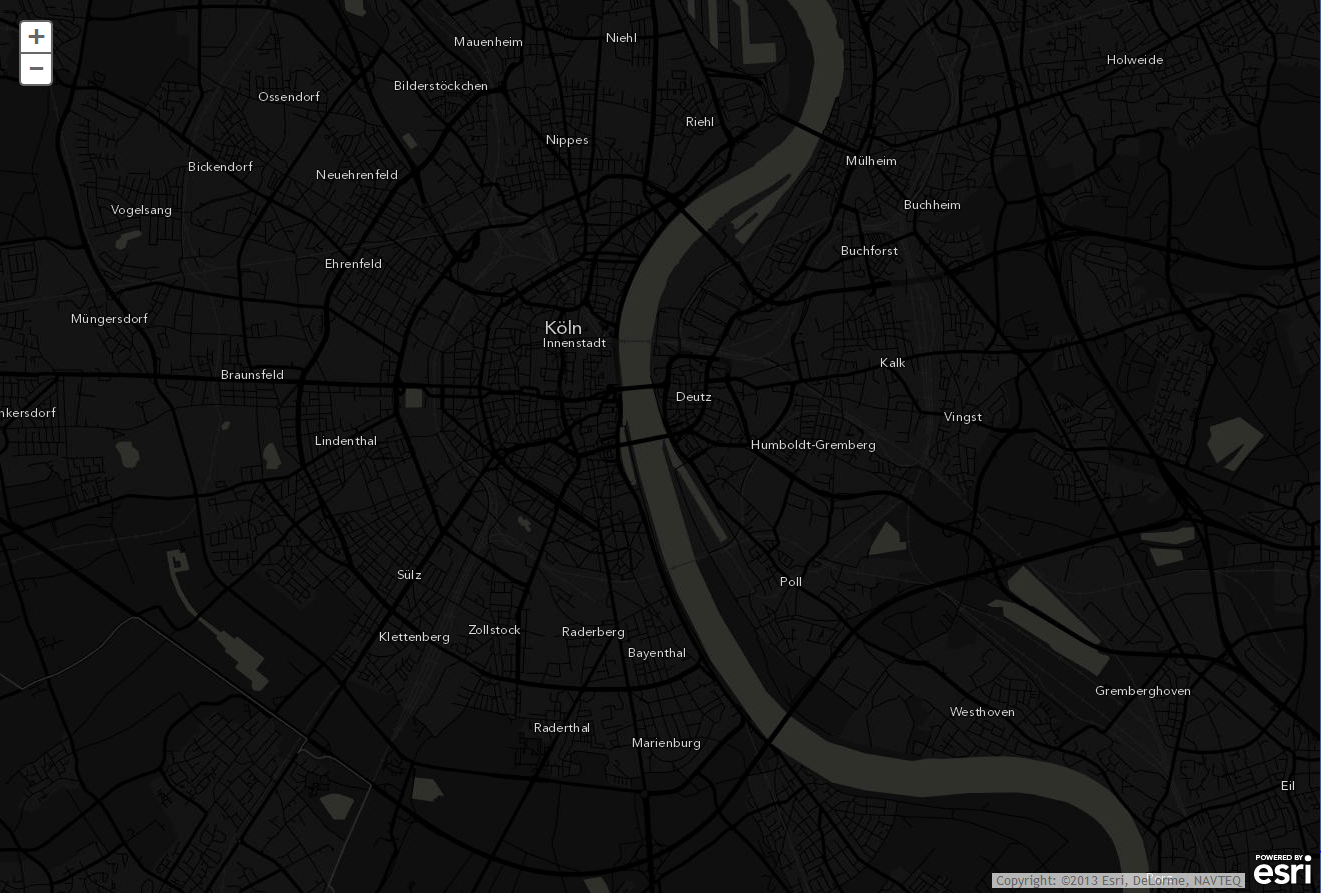 +
−
Mauenheim
Niehl
Holweide
Bilderstöckchen
Ossendorf
Riehl
Nippes
Mülheim
Bickendorf
Neuehrenfeld
Buchheim
Vogelsang
Buchforst
Ehrenfeld
Müngersdorf
Köln
Innenstadt
Kalk
Braunsfeld
Deutz
nkersdorf
Vingst
Lindenthal
Humboldt-Gremberg
Sülz
Poll
Zollstock
Raderberg
Klettenberg
Bayenthal
Gremberghoven
Westhoven
Raderthal
Marienburg
Eil
POWERED BY
esri
Copyright: ©2013 Esri, DeLorme, NAVTEQ